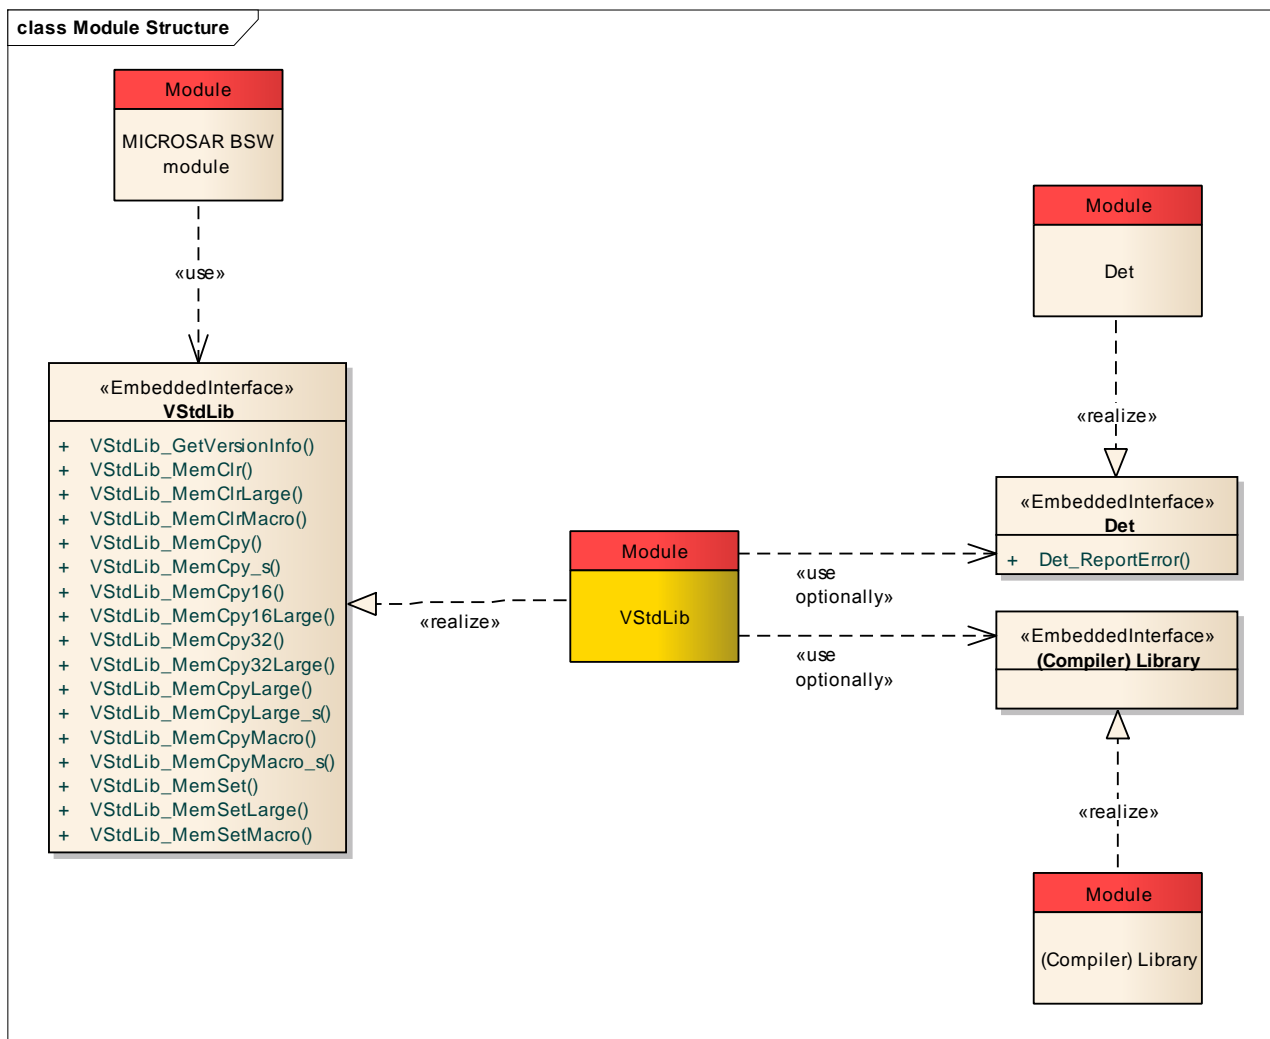 class Module Structure
Module
MICROSAR BSW
module
«use»
«EmbeddedInterface»
VStdLib
+ VStdLib_GetVersionInfo()
+ VStdLib_MemClr()
+ VStdLib_MemClrLarge()
+ VStdLib_MemClrMacro()
+ VStdLib_MemCpy()
+ VStdLib_MemCpy_s()
+ VStdLib_MemCpy16()
+ VStdLib_MemCpy16Large()
+ VStdLib_MemCpy32()
+ VStdLib_MemCpy32Large()
+ VStdLib_MemCpyLarge()
+ VStdLib_MemCpyLarge_s()
+ VStdLib_MemCpyMacro()
+ VStdLib_MemCpyMacro_s()
+ VStdLib_MemSet()
+ VStdLib_MemSetLarge()
+ VStdLib_MemSetMacro()
«realize»
Module
VStdLib
«use
optionally»
«use
optionally»
Module
Det
«realize»
«EmbeddedInterface»
Det
+ Det_ReportError()
«EmbeddedInterface»
(Compiler) Library
«realize»
Module
(Compiler) Library